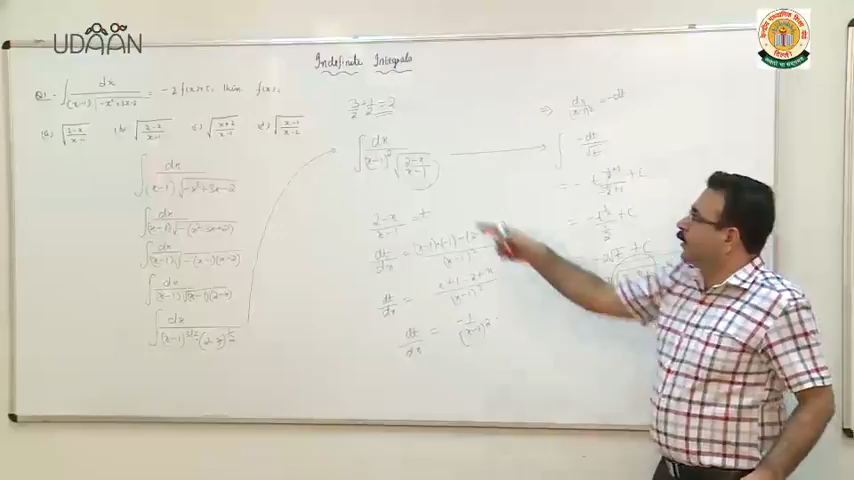 UDAAN
Indefinite Integrals
Q1. ∫ dx / (x-1)√-x²+3x-2 = -2 f(x)+c, then f(x) =
(a) √2-x/x-1 (b) √2-x/x-1 (c) √x+2/x-1 (d) √x-1/x-2
∫ dx / (x-1)√-x²+3x-2
∫ dx / (x-1)√-(x²-3x+2)
∫ dx / (x-1)√-(x-1)(x-2)
∫ dx / (x-1)√(x-1)(2-x)
∫ dx / (x-1)^3/2 (2-x)^1/2
3/2 + 1/2 = 2
∫ dx / (x-1)² √2-x/x-1
2-x/x-1 = t
dt/dx =
dt/dx =
dt/dx = -1/(x-1)²
⇒ dx/(x-1)² = -dt
∫ -dt/√t
= - t^-1/2+1 / -1/2+1 + C
= - t^1/2 / 1/2 + C
= -2√t + C